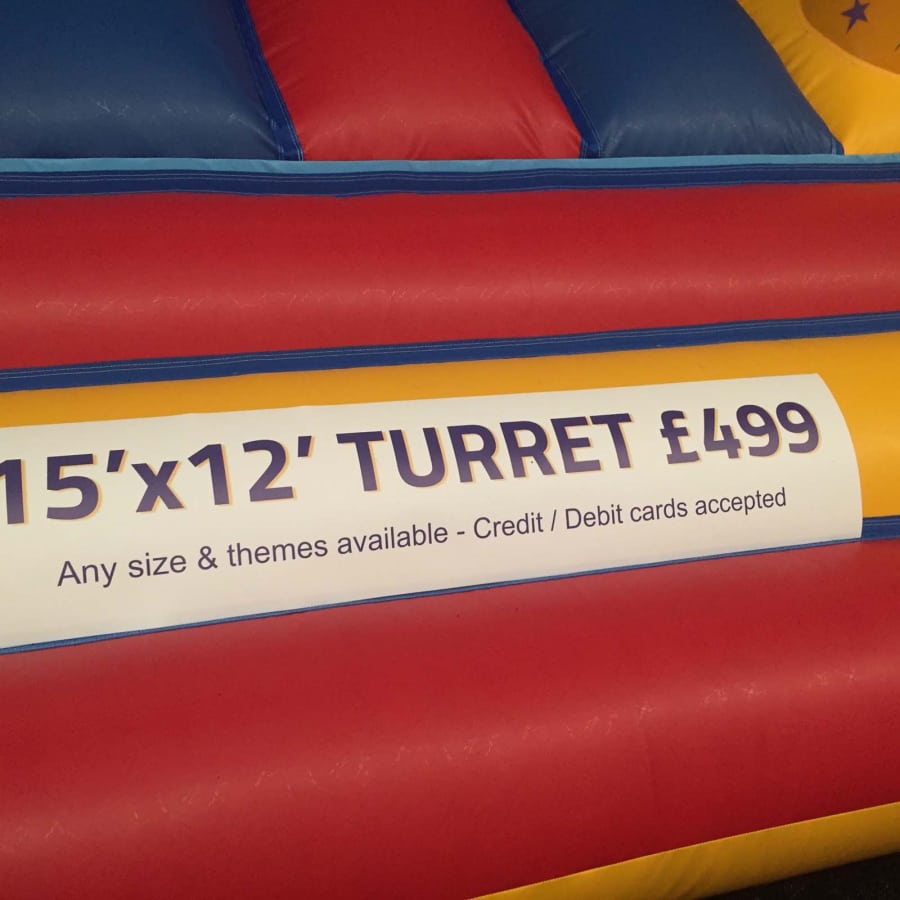 15’x12’ TURRET £499
Any size & themes available - Credit / Debit cards accepted